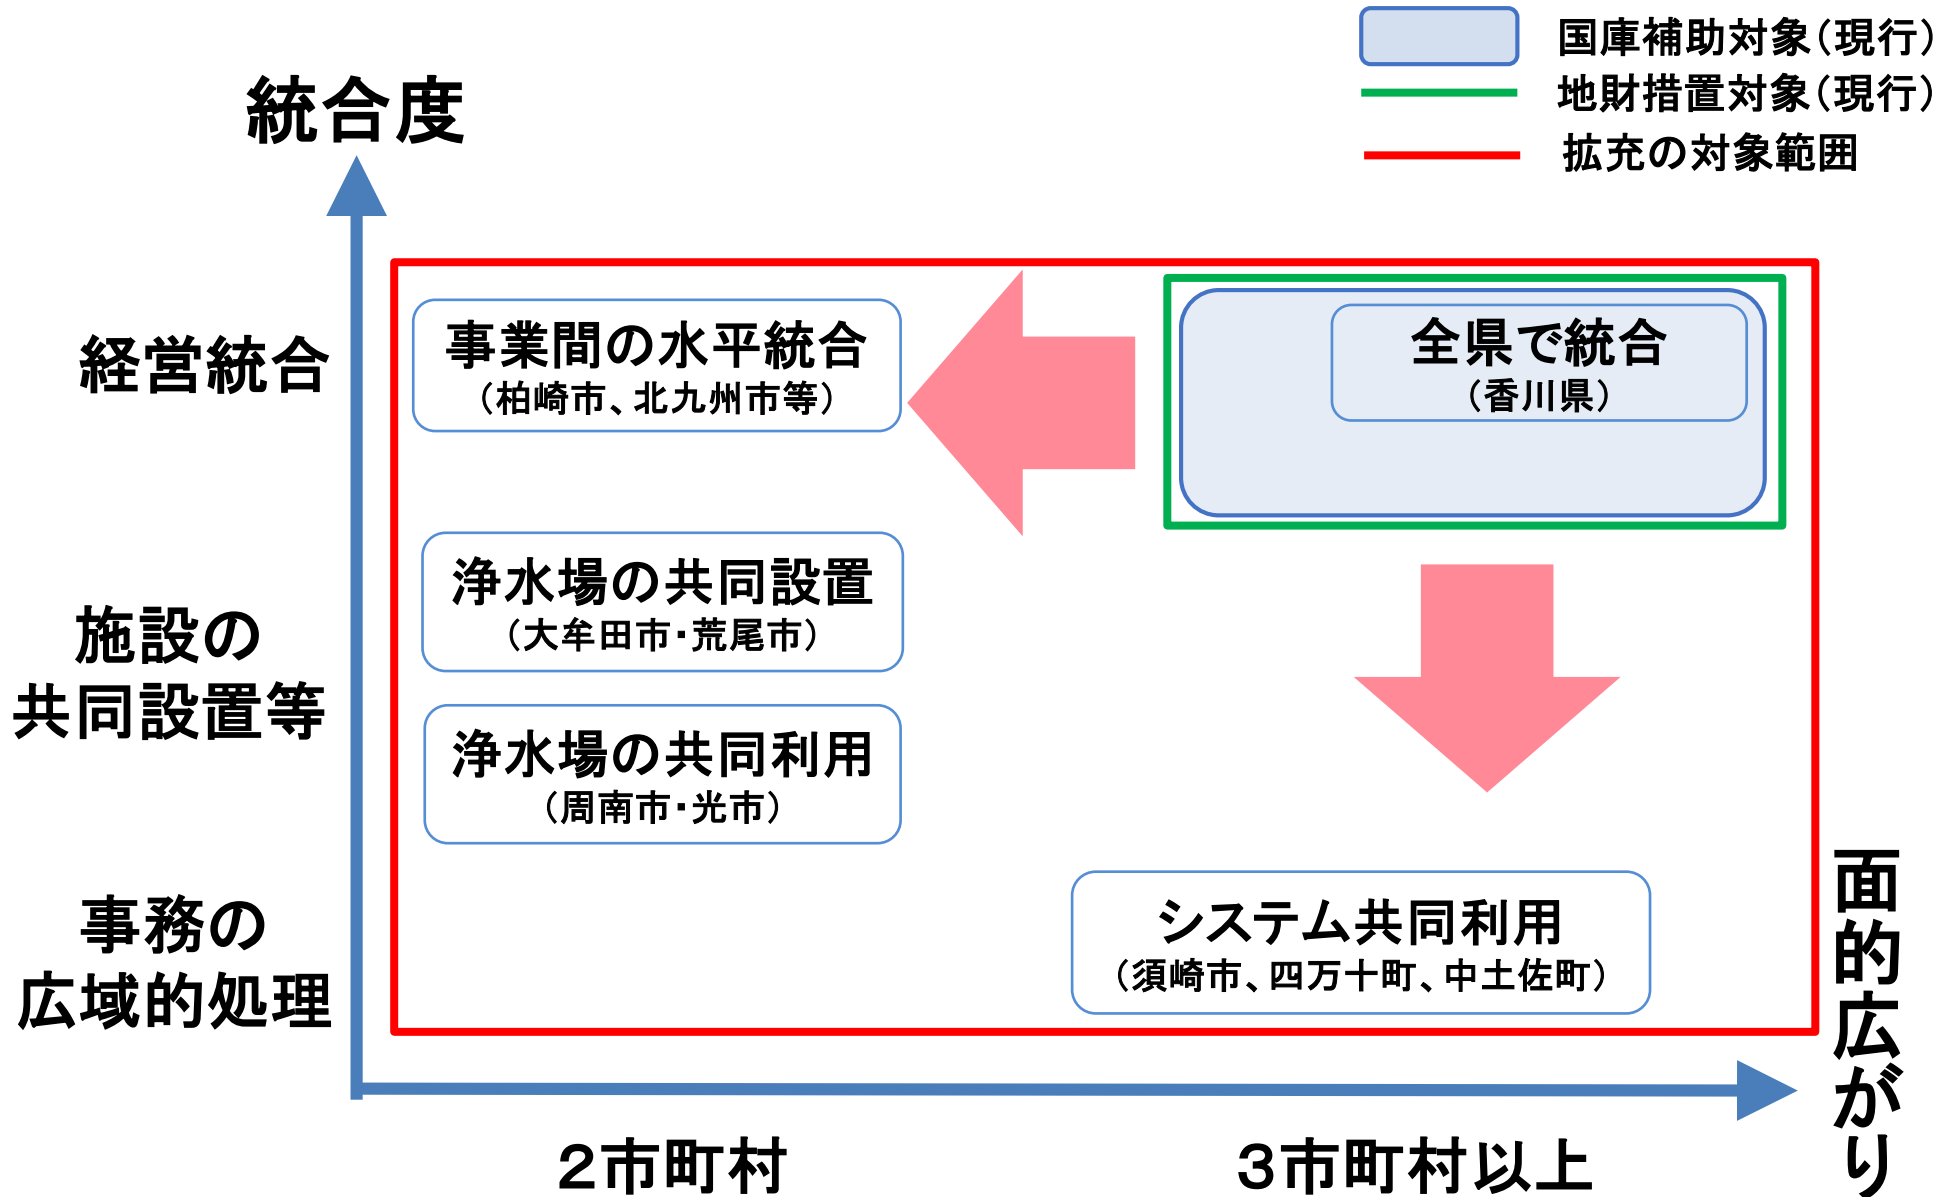 国庫補助対象（現行）
地財措置対象（現行）
拡充の対象範囲
統合度
経営統合
事業間の水平統合
（柏崎市、北九州市等）
全県で統合
（香川県）
施設の
共同設置等
浄水場の共同設置
（大牟田市・荒尾市）
浄水場の共同利用
（周南市・光市）
事務の
広域的処理
システム共同利用
（須崎市、四万十町、中土佐町）
面的広がり
２市町村
３市町村以上